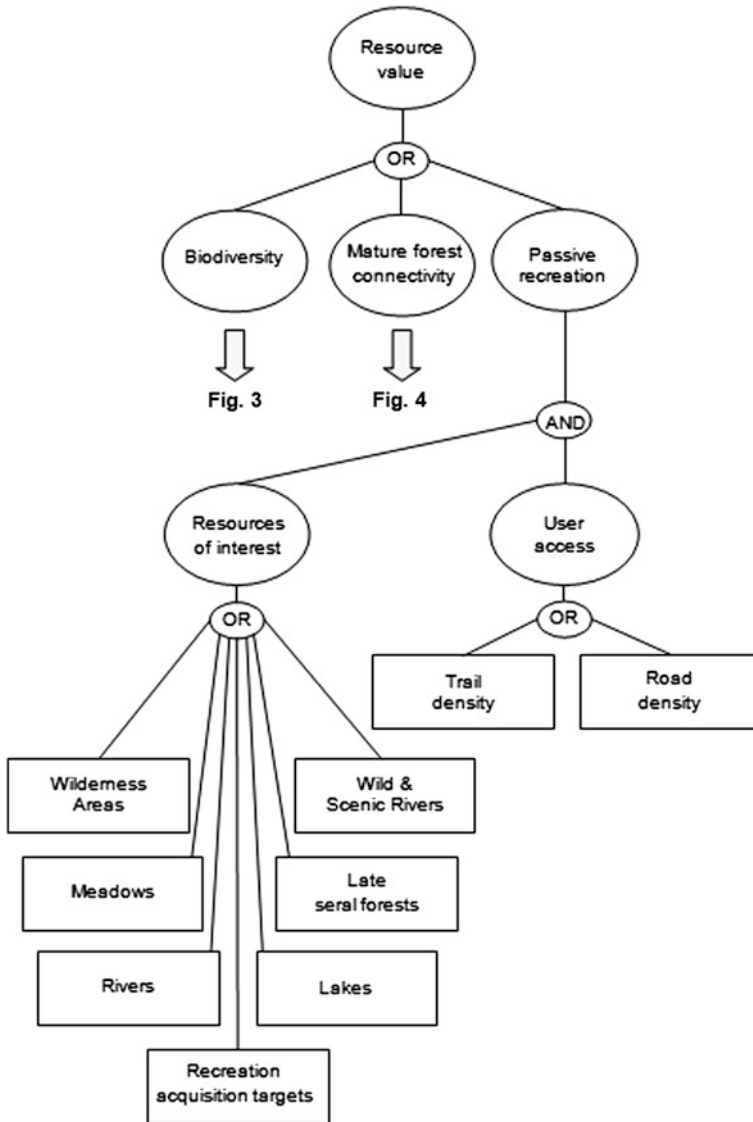 Resource
value
OR
Biodiversity
Mature forest
connectivity
Passive
recreation
Fig. 3
Fig. 4
AND
Resources
of interest
User
access
OR
OR
Trail
density
Road
density
Wilderness
Areas
Wild &
Scenic Rivers
Meadows
Late
seral forests
Rivers
Lakes
Recreation
acquisition targets